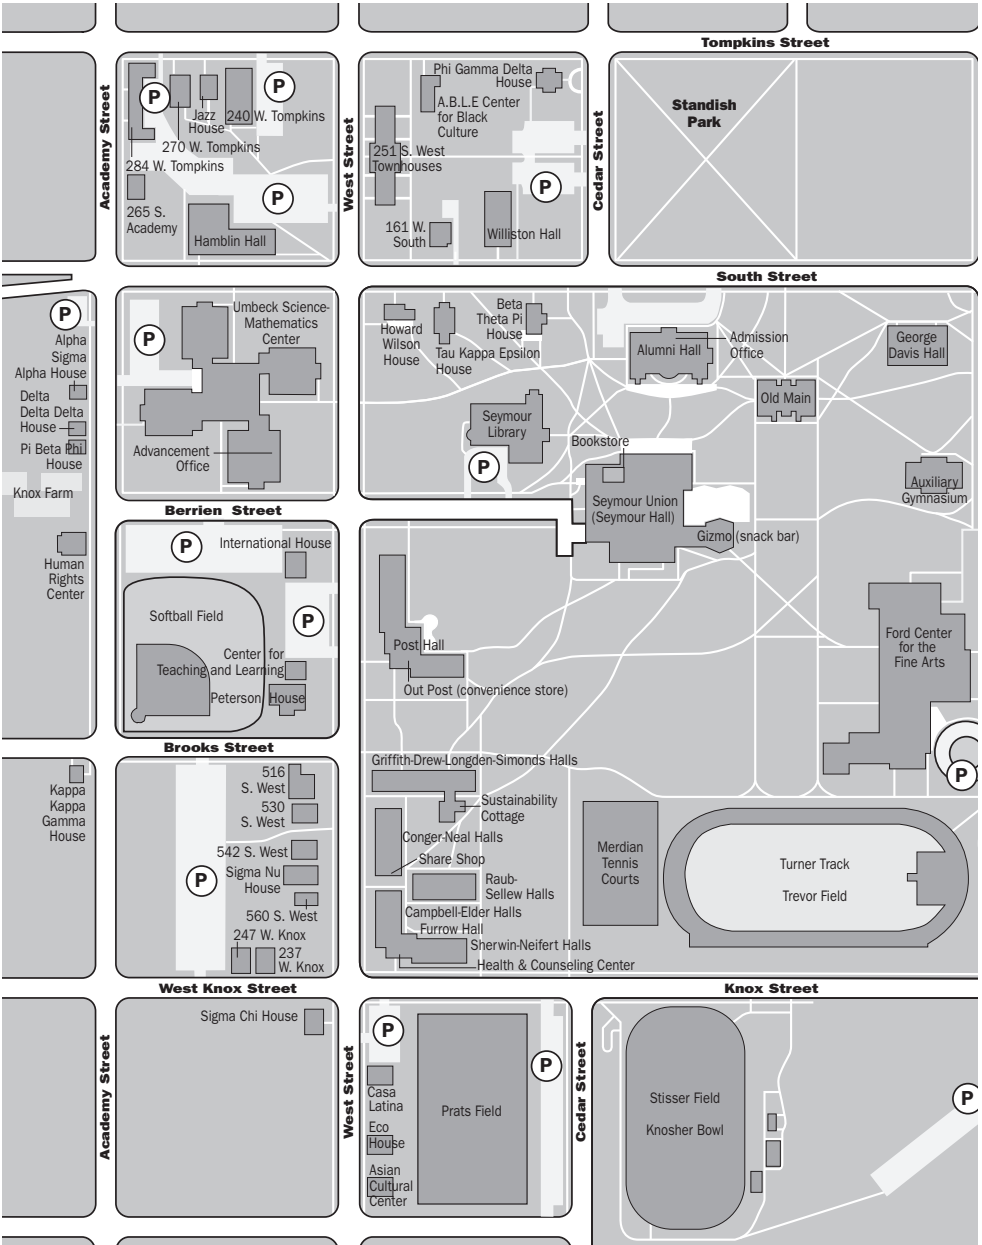 Tompkins Street
Academy Street
West Street
Cedar Street
P
P
Jazz
House
240 W. Tompkins
270 W. Tompkins
284 W. Tompkins
265 S.
Academy
P
Hamblin Hall
Phi Gamma Delta
House
A.B.L.E Center
for Black
Culture
251 S. West
Townhouses
P
161 W.
South
Williston Hall
Standish
Park
South Street
P
Alpha
Sigma
Alpha House
Delta
Delta Delta
House
Pi Beta Phi
House
Knox Farm
Human
Rights
Center
P
Umbeck Science-
Mathematics
Center
Advancement
Office
Berrien Street
Howard
Wilson
House
Tau Kappa Epsilon
House
Beta
Theta Pi
House
Alumni Hall
Admission
Office
George
Davis Hall
Old Main
Seymour
Library
P
Bookstore
Seymour Union
(Seymour Hall)
Gizmo (snack bar)
Auxiliary
Gymnasium
P
International House
P
Softball Field
Center for
Teaching and Learning
Peterson House
Brooks Street
Post Hall
Out Post (convenience store)
Ford Center
for the
Fine Arts
P
Kappa
Kappa
Gamma
House
516
S. West
530
S. West
542 S. West
P
Sigma Nu
House
560 S. West
247 W. Knox
237
W. Knox
Griffith-Drew-Longden-Simonds Halls
Sustainability
Cottage
Conger-Neal Halls
Share Shop
Raub-
Sellew Halls
Campbell-Elder Halls
Furrow Hall
Sherwin-Neifert Halls
Health & Counseling Center
Merdian
Tennis
Courts
Turner Track
Trevor Field
West Knox Street
Knox Street
Academy Street
Sigma Chi House
West Street
P
Casa
Latina
Eco
House
Asian
Cultural
Center
Prats Field
P
Cedar Street
Stisser Field
Knosher Bowl
P